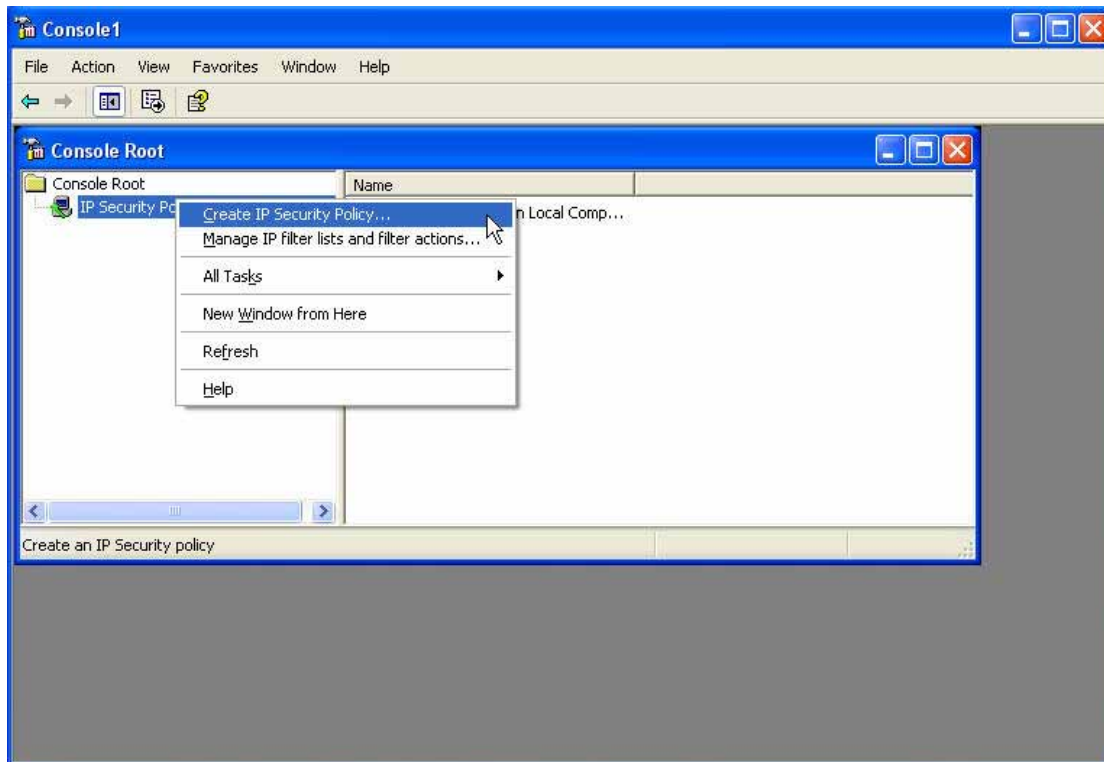 Console1
File Action View Favorites Window Help
Console Root
Console Root
Name
IP Security Po
n Local Comp...
Create IP Security Policy...
Manage IP filter lists and filter actions...
All Tasks
New Window from Here
Refresh
Help
Create an IP Security policy